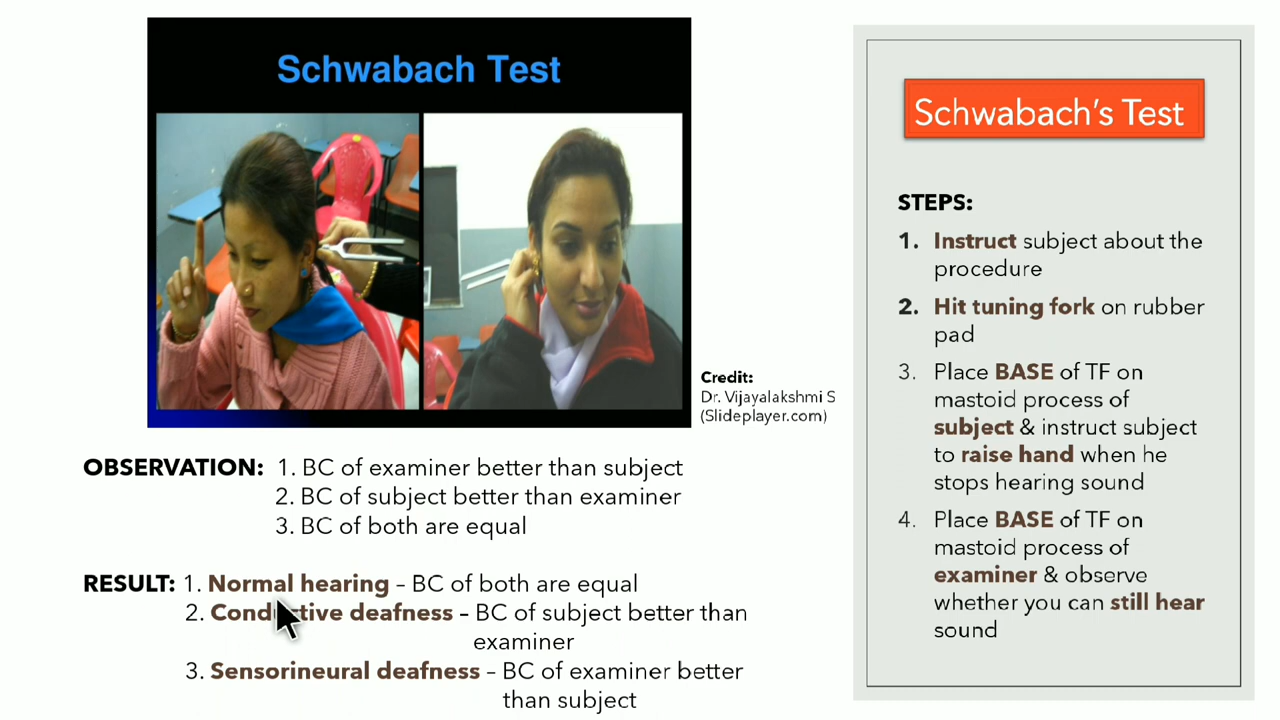 Schwabach Test
Credit:
Dr. Vijayalakshmi S
(Slideplayer.com)
OBSERVATION: 1. BC of examiner better than subject
2. BC of subject better than examiner
3. BC of both are equal
RESULT: 1. Normal hearing – BC of both are equal
2. Conductive deafness – BC of subject better than
examiner
3. Sensorineural deafness – BC of examiner better
than subject
Schwabach's Test
STEPS:
1. Instruct subject about the
procedure
2. Hit tuning fork on rubber
pad
3. Place BASE of TF on
mastoid process of
subject & instruct subject
to raise hand when he
stops hearing sound
4. Place BASE of TF on
mastoid process of
examiner & observe
whether you can still hear
sound